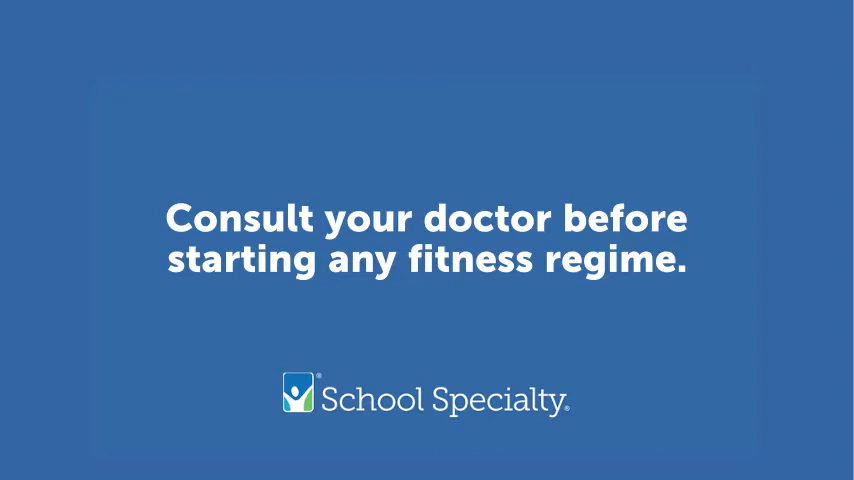 Consult your doctor before
starting any fitness regime.
® School Specialty®